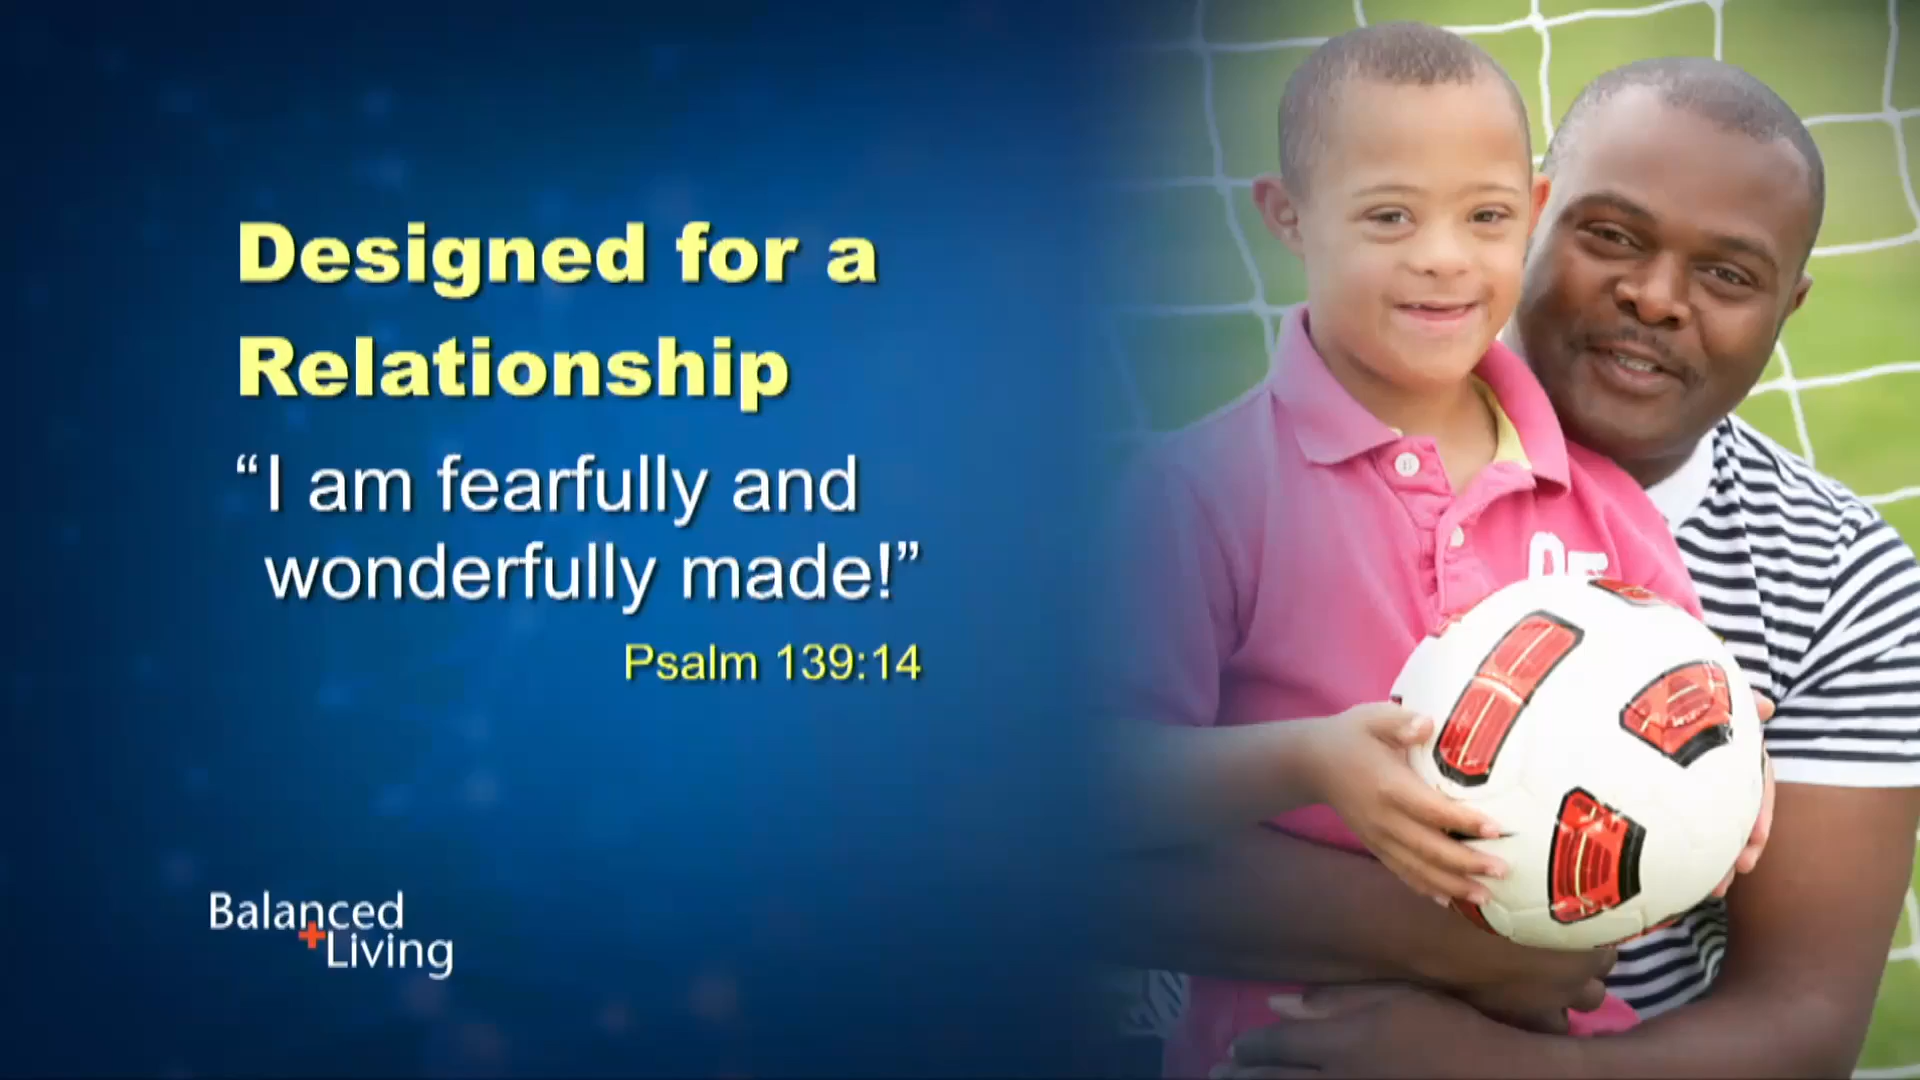 Designed for a
Relationship
“I am fearfully and
wonderfully made!”
Psalm 139:14
Balanced
Living